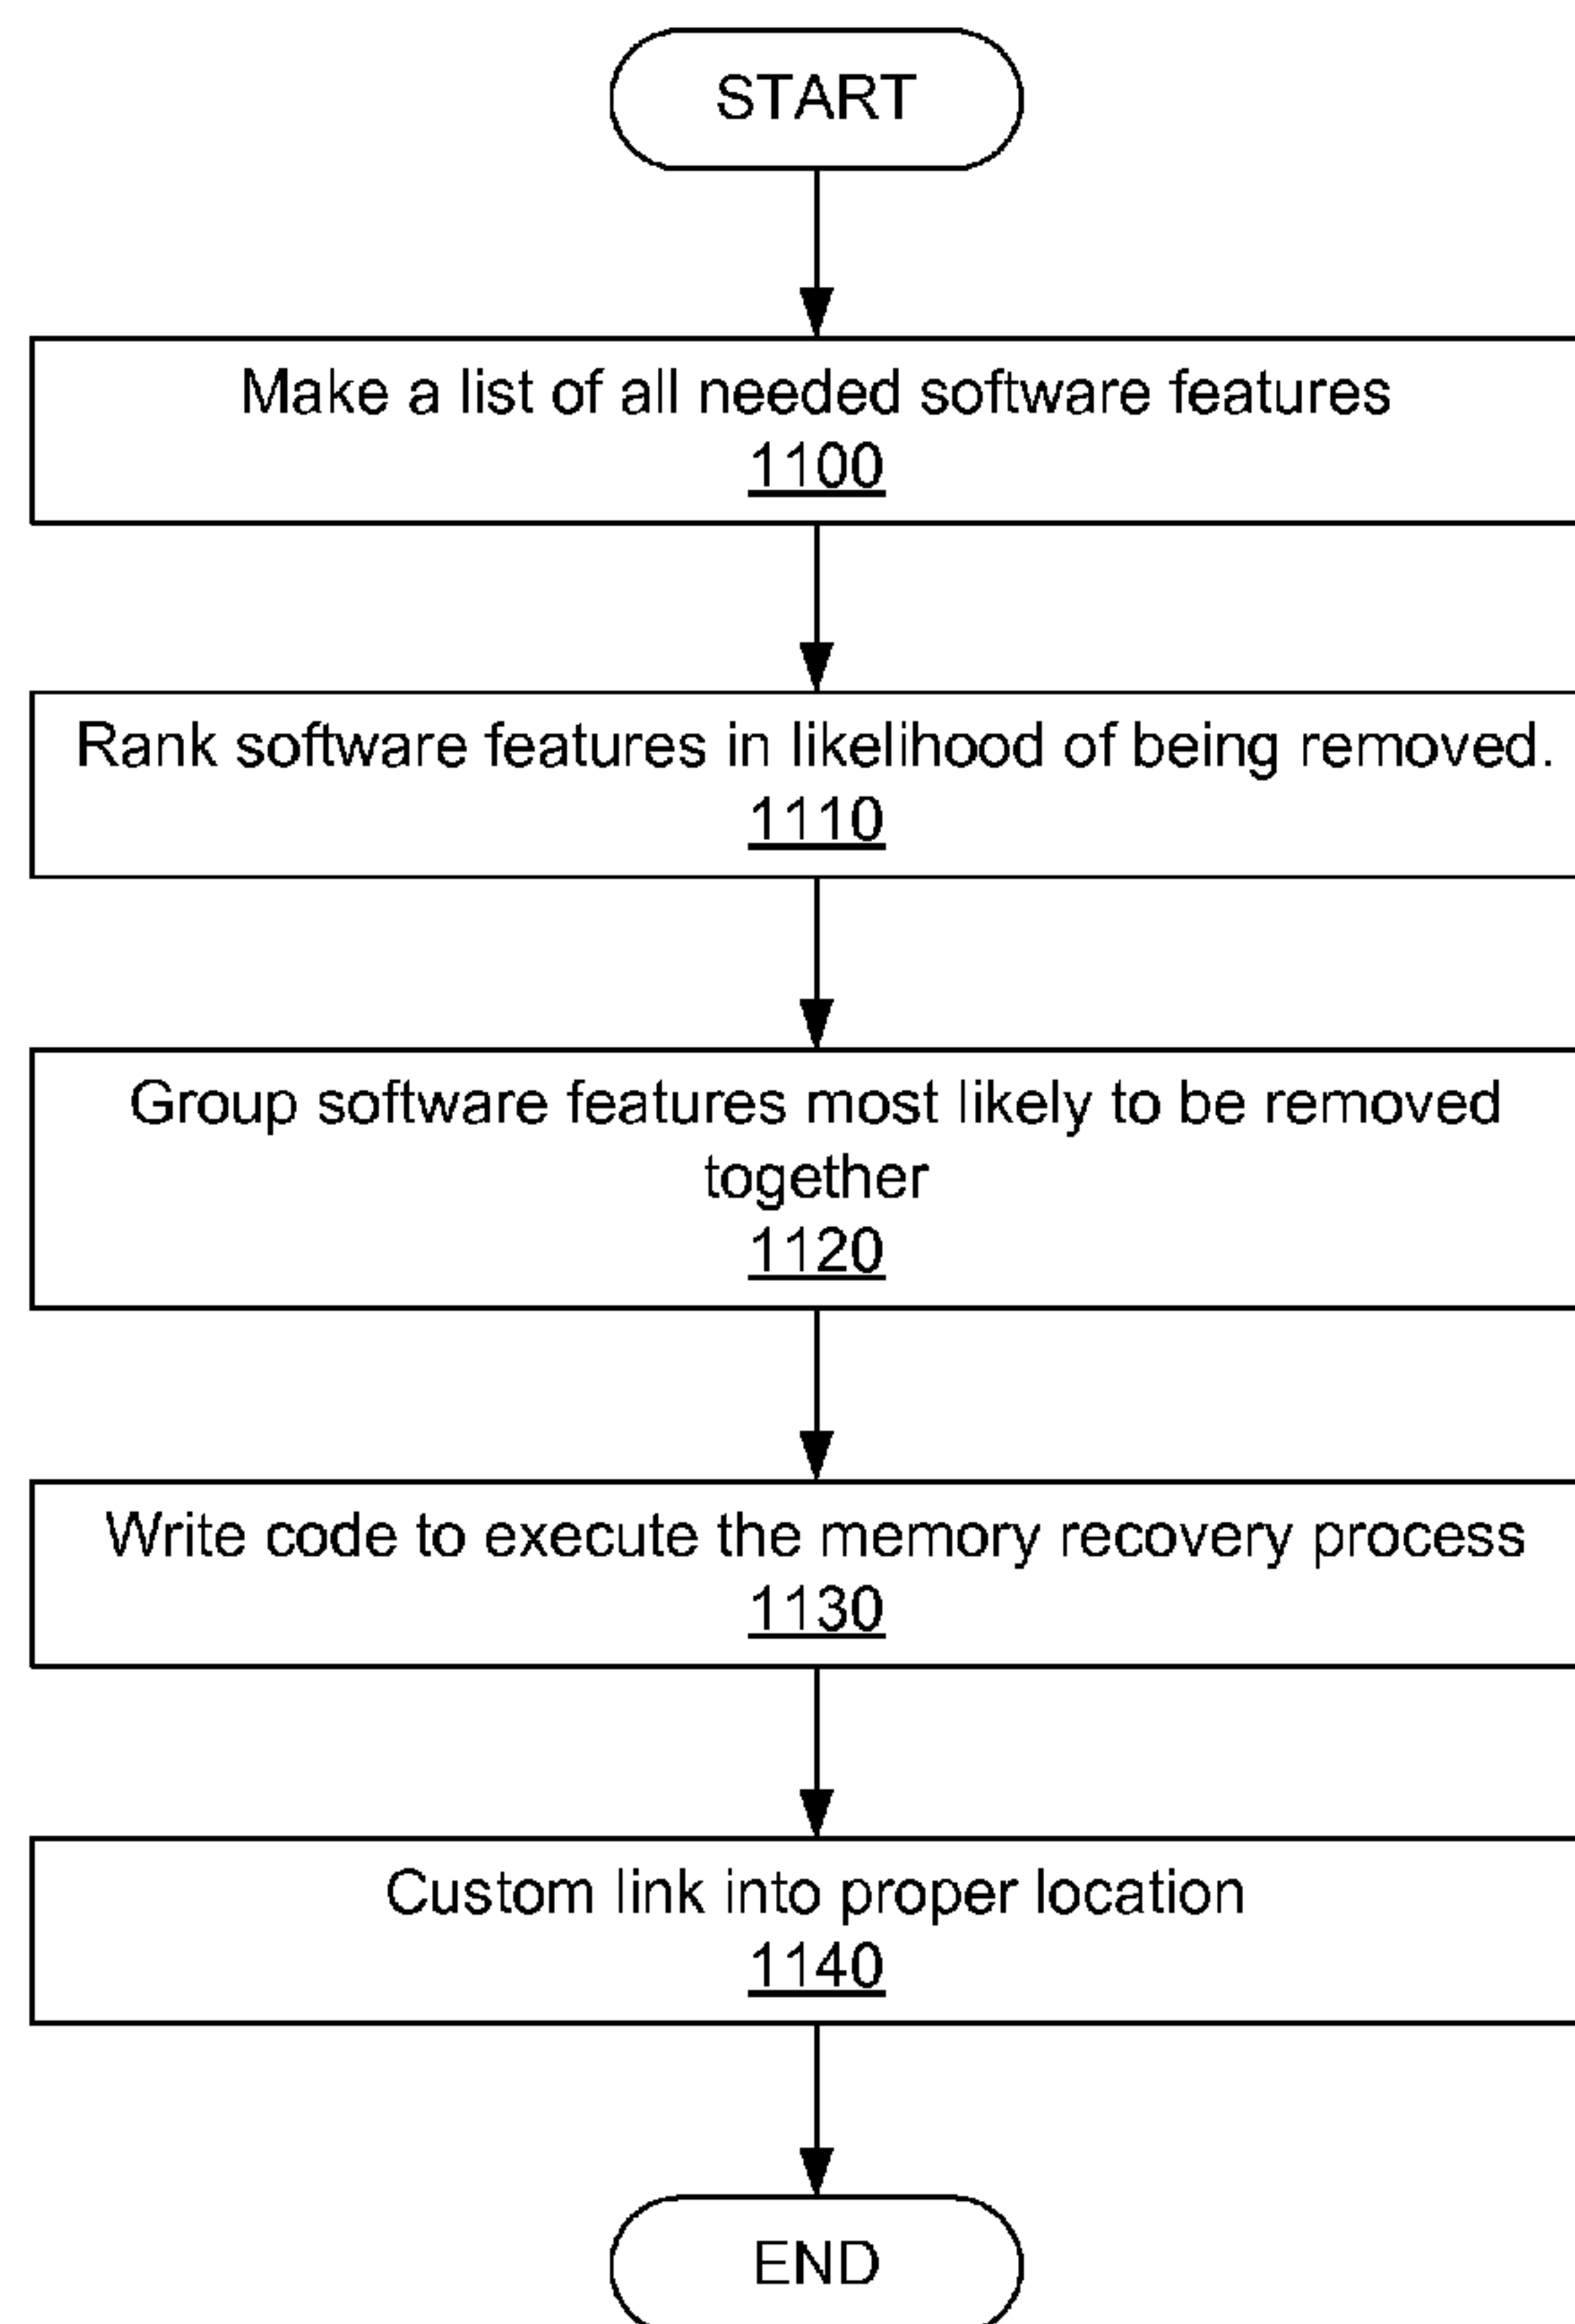 START
Make a list of all needed software features
1100
Rank software features in likelihood of being removed.
1110
Group software features most likely to be removed
together
1120
Write code to execute the memory recovery process
1130
Custom link into proper location
1140
END